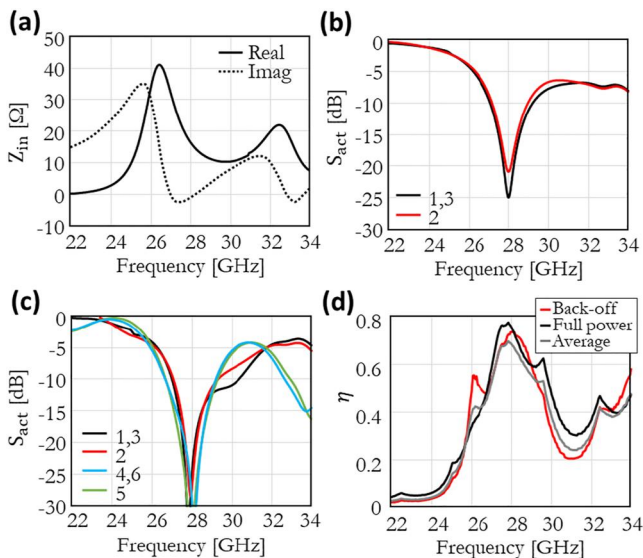 (a)
50
40
30
20
10
0
-10
Z_in [Ω]
Real
Imag
22 24 26 28 30 32 34
Frequency [GHz]
(b)
0
-5
-10
-15
-20
-25
-30
S_act [dB]
1,3
2
22 24 26 28 30 32 34
Frequency [GHz]
(c)
0
-5
-10
-15
-20
-25
-30
S_act [dB]
1,3
2
4,6
5
22 24 26 28 30 32 34
Frequency [GHz]
(d)
Back-off
Full power
Average
0.8
0.6
0.4
0.2
0
η
22 24 26 28 30 32 34
Frequency [GHz]